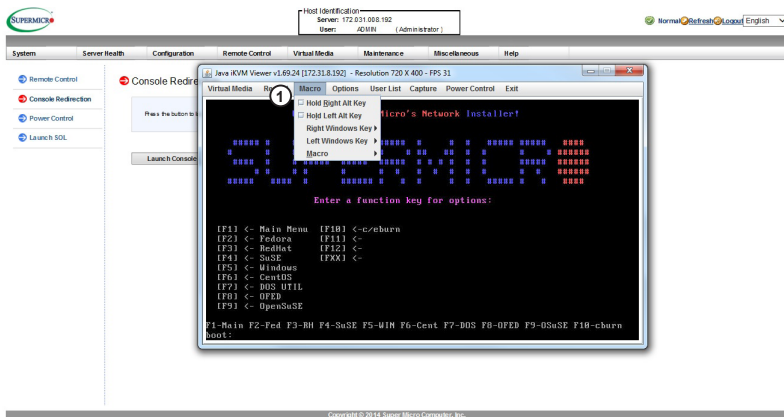 SUPERMICR
Host Identification
Server: 172.031.008.192
User: ADMIN (Administrator)
Normal Refresh Logout English
System Server Health Configuration Remote Control Virtual Media Maintenance Miscellaneous Help
Remote Control
Console Redirection
Power Control
Launch SOL
Console Redire
Press the button to l
Launch Console
Java iKVM Viewer v1.69.24 [172.31.8.192] - Resolution 720 X 400 - FPS 31
Virtual Media Re Macro Options User List Capture Power Control Exit
1
Hold Right Alt Key
Hold Left Alt Key
Right Windows Key
Left Windows Key
Macro
Micro's Network Installer!
Enter a function key for options:
[F1] <- Main Menu [F10] <-c/eburn
[F2] <- Fedora [F11] <-
[F3] <- RedHat [F12] <-
[F4] <- SuSE [FXX] <-
[F5] <- Windows
[F6] <- CentOS
[F7] <- DOS UTIL
[F8] <- OFED
[F9] <- OpenSuSE
F1-Main F2-Fed F3-RH F4-SuSE F5-WIN F6-Cent F7-DOS F8-OFED F9-OSuSE F10-cburn
boot:
Copyright © 2014 Super Micro Computer, Inc.